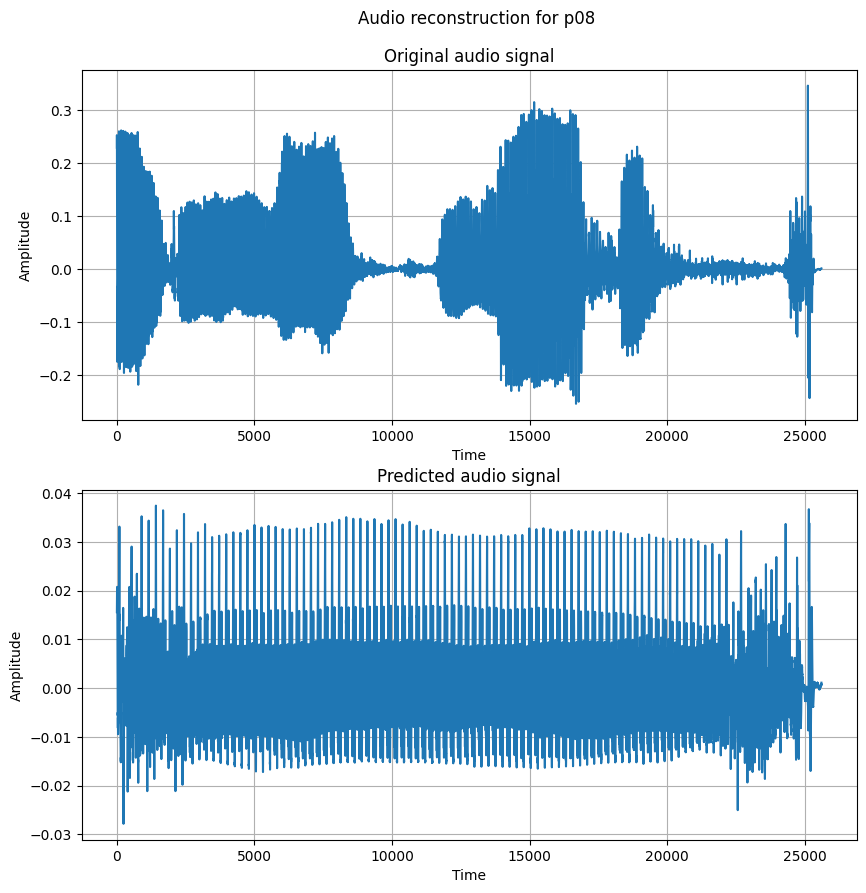 Audio reconstruction for p08
Original audio signal
0.3
0.2
0.1
0.0
−0.1
−0.2
Amplitude
0 5000 10000 15000 20000 25000
Time
Predicted audio signal
0.04
0.03
0.02
0.01
0.00
−0.01
−0.02
−0.03
Amplitude
0 5000 10000 15000 20000 25000
Time